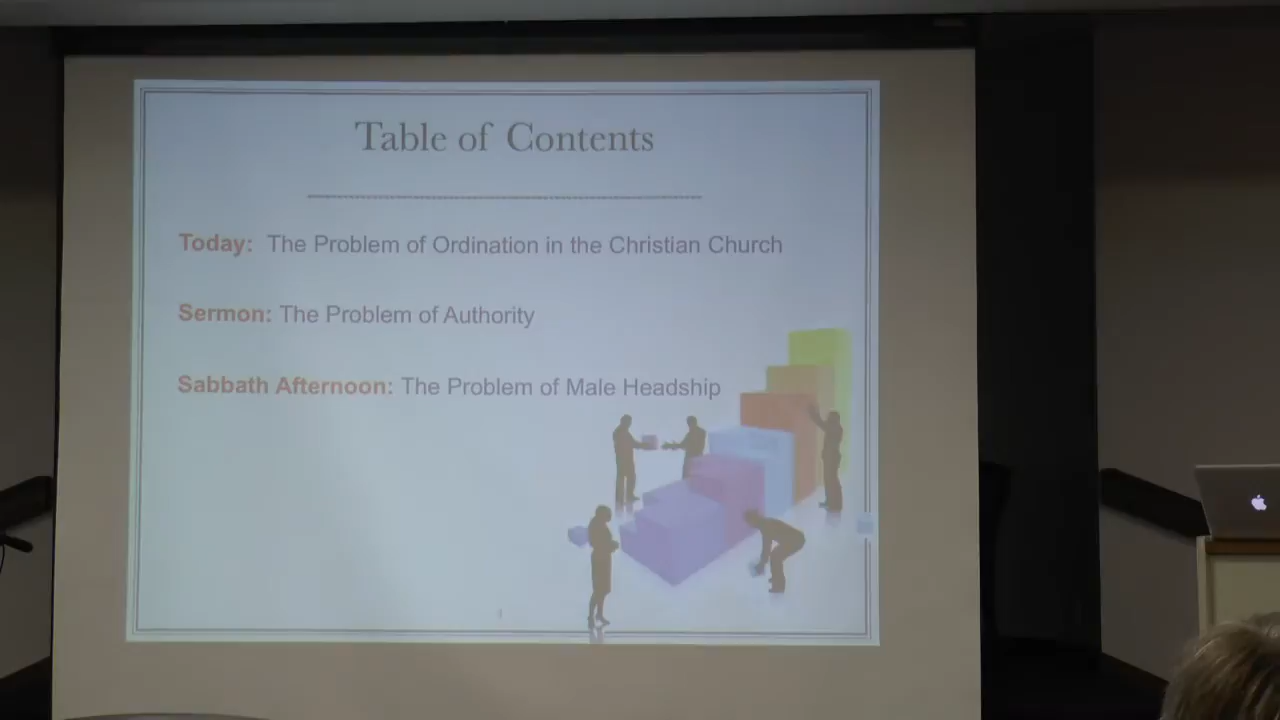 Table of Contents
Today: The Problem of Ordination in the Christian Church
Sermon: The Problem of Authority
Sabbath Afternoon: The Problem of Male Headship